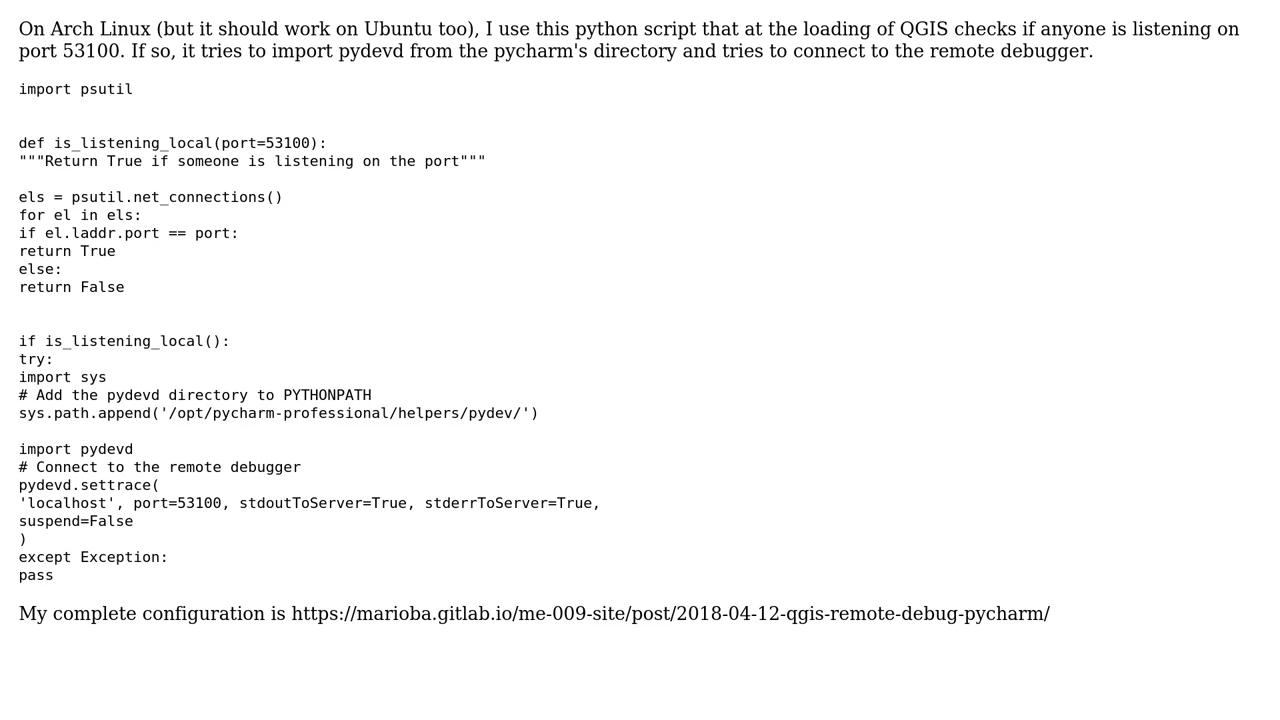 On Arch Linux (but it should work on Ubuntu too), I use this python script that at the loading of QGIS checks if anyone is listening on
port 53100. If so, it tries to import pydevd from the pycharm's directory and tries to connect to the remote debugger.
import psutil
def is_listening_local(port=53100):
"""Return True if someone is listening on the port"""
els = psutil.net_connections()
for el in els:
if el.laddr.port == port:
return True
else:
return False
if is_listening_local():
try:
import sys
# Add the pydevd directory to PYTHONPATH
sys.path.append('/opt/pycharm-professional/helpers/pydev/')
import pydevd
# Connect to the remote debugger
pydevd.settrace(
'localhost', port=53100, stdoutToServer=True, stderrToServer=True,
suspend=False
)
except Exception:
pass
My complete configuration is https://marioba.gitlab.io/me-009-site/post/2018-04-12-qgis-remote-debug-pycharm/